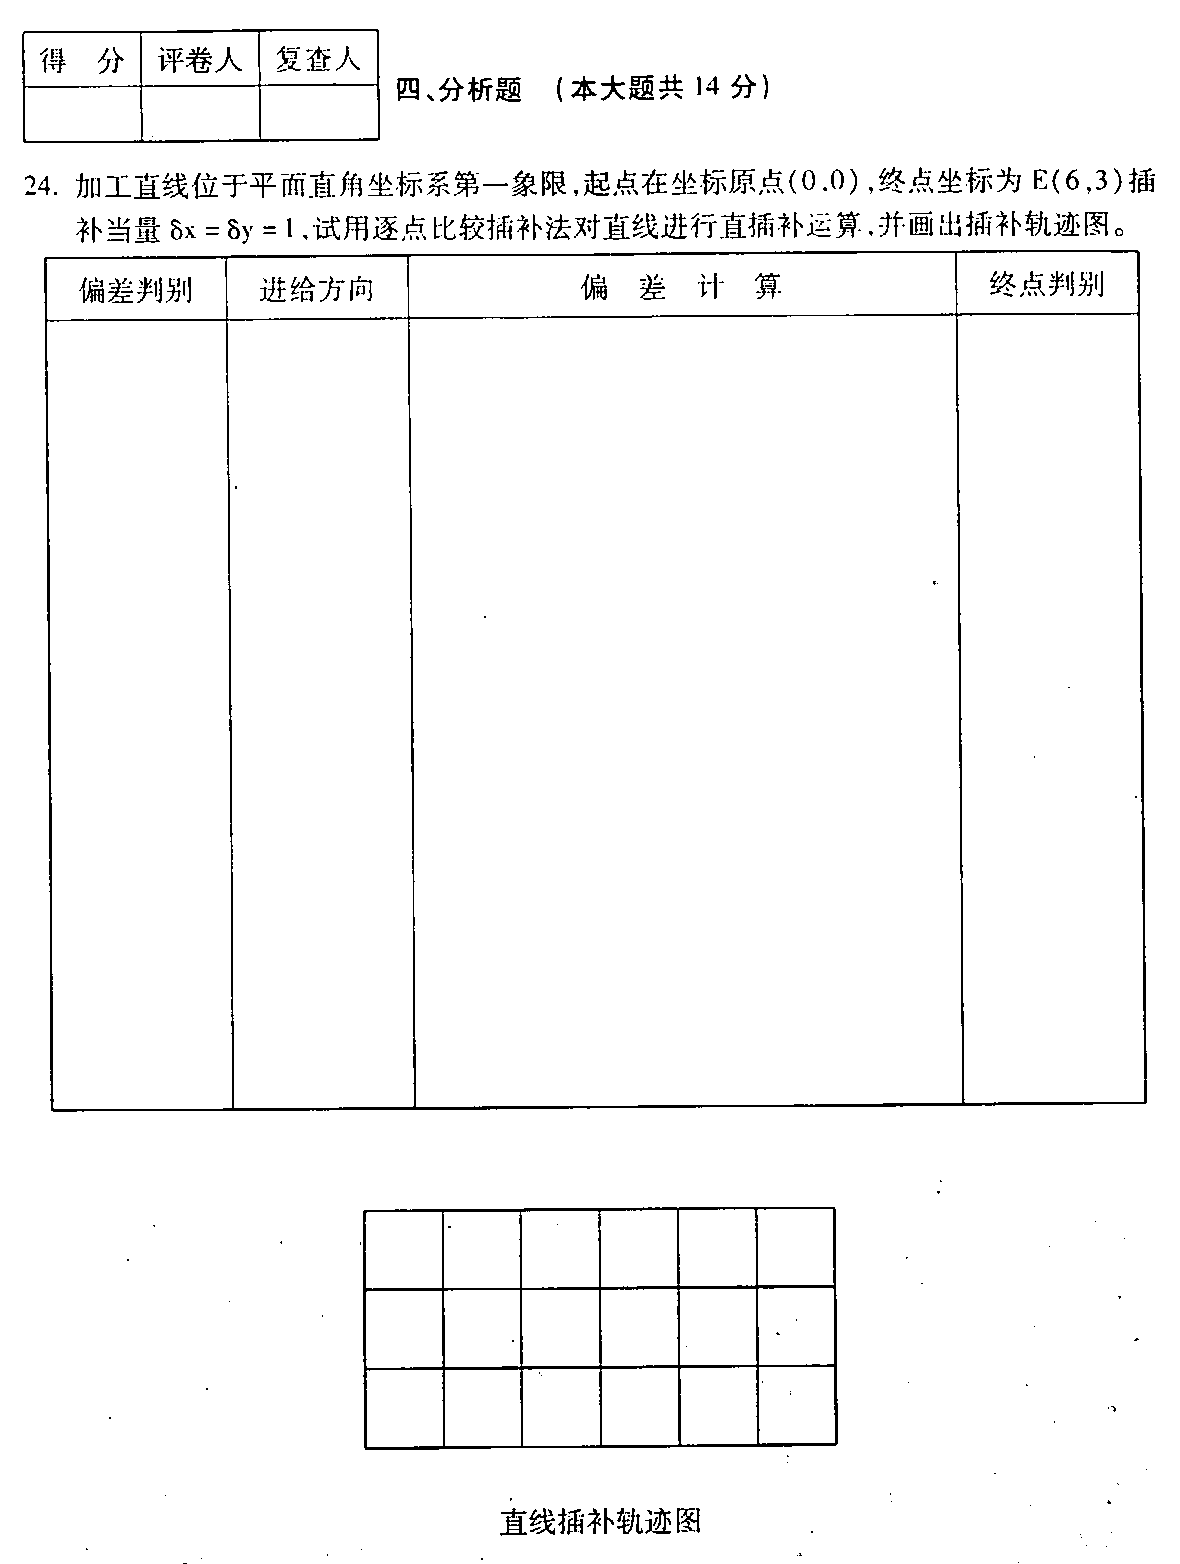 得 分 评卷人 复查人
四、分析题 (本大题共 14 分)
24. 加工直线位于平面直角坐标系第一象限,起点在坐标原点(0.0),终点坐标为 E(6,3)插
补当量 δx = δy = 1,试用逐点比较插补法对直线进行直插补运算,并画出插补轨迹图。
偏差判别 进给方向 偏 差 计 算 终点判别
直线插补轨迹图